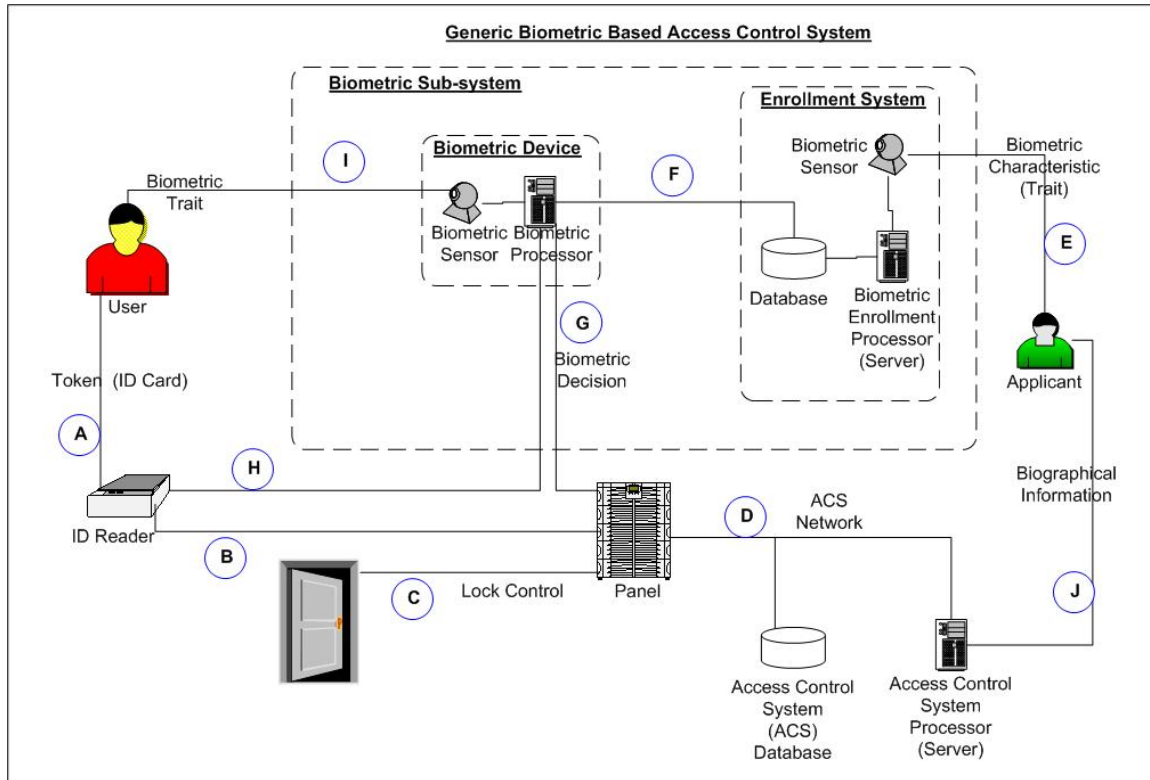 Generic Biometric Based Access Control System
Biometric Sub-system
Enrollment System
Biometric Device
I
F
E
Biometric
Trait
Biometric
Sensor
Biometric
Characteristic
(Trait)
Biometric
Sensor
Biometric
Processor
User
Database
Biometric
Enrollment
Processor
(Server)
G
Biometric
Decision
Applicant
Token (ID Card)
A
H
ID Reader
B
Biographical
Information
D
ACS
Network
C
Lock Control
Panel
J
Access Control
System
(ACS)
Database
Access Control
System
Processor
(Server)